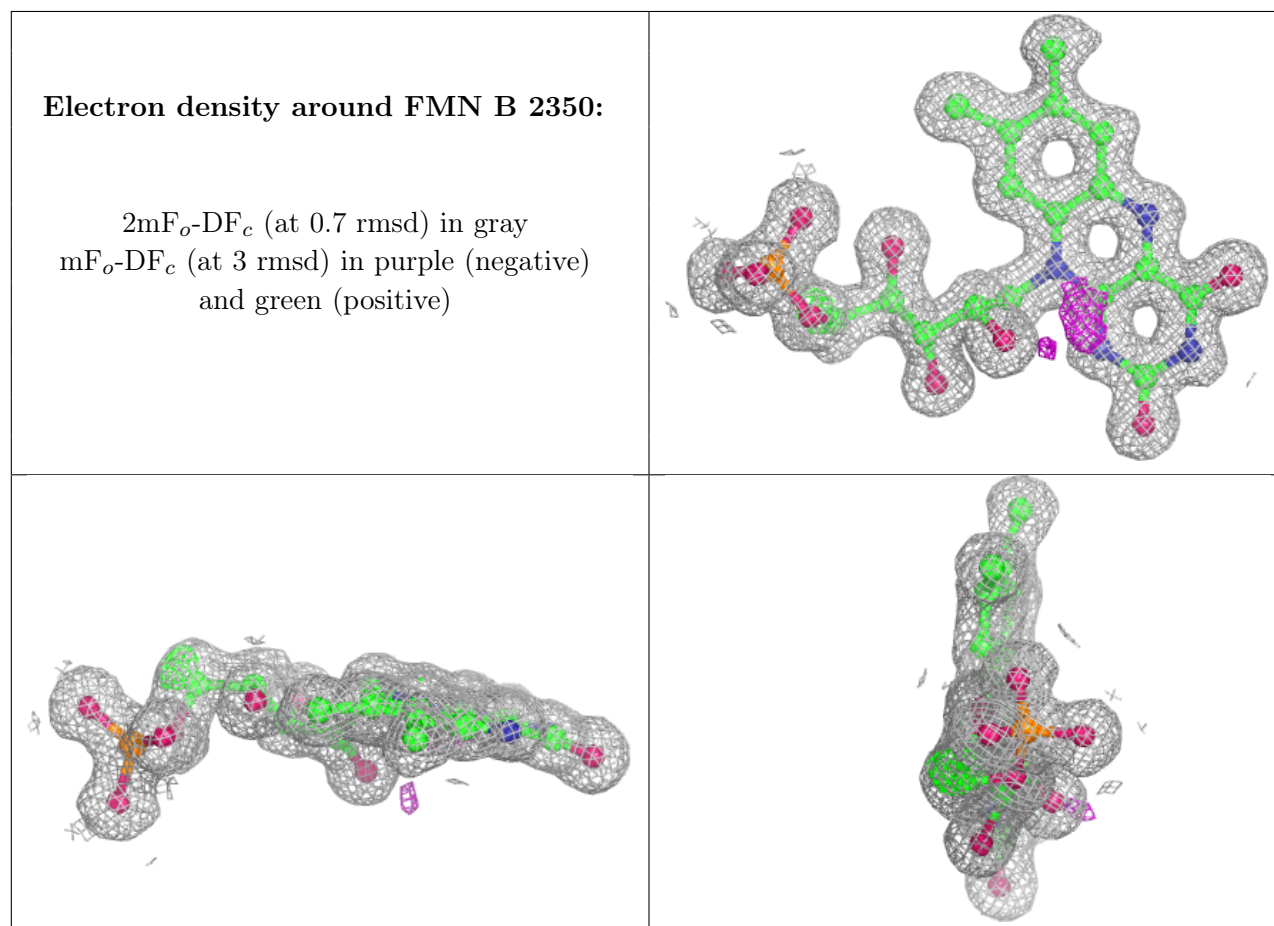 Electron density around FMN B 2350:
2mFₒ-DF𝒸 (at 0.7 rmsd) in gray
mFₒ-DF𝒸 (at 3 rmsd) in purple (negative)
and green (positive)